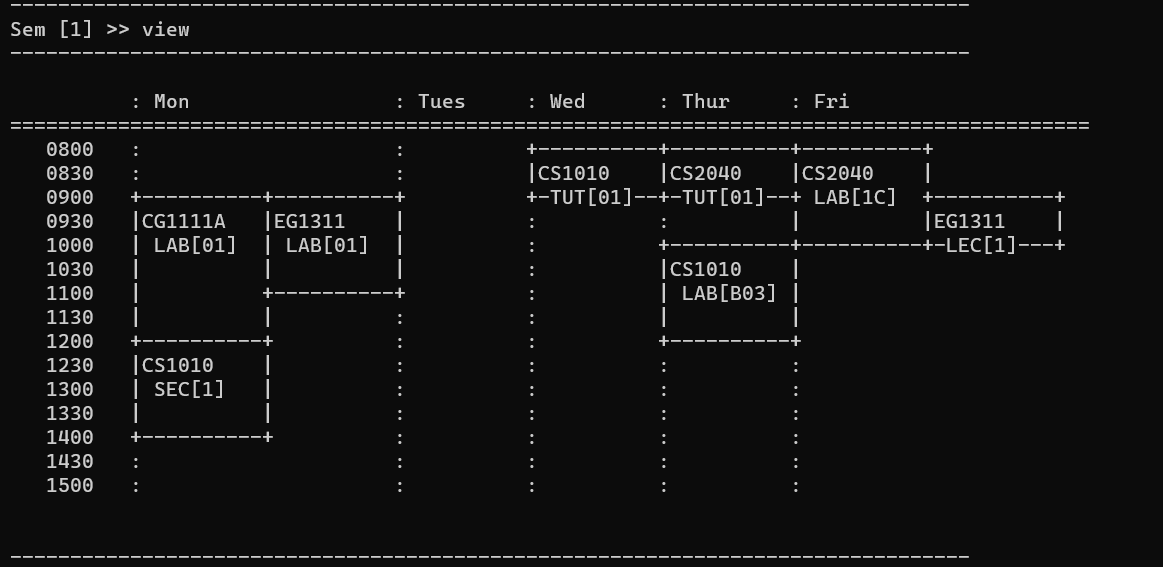 --------------------------------------------------------------------------------
Sem [1] >> view
--------------------------------------------------------------------------------
          : Mon                 : Tues     : Wed      : Thur     : Fri
==========================================================================================
   0800   :                     :          +----------+----------+----------+
   0830   :                     :          |CS1010    |CS2040    |CS2040    |
   0900   +----------+----------+          +-TUT[01]--+-TUT[01]--+ LAB[1C]  +----------+
   0930   |CG1111A   |EG1311    |          :          :          |          |EG1311    |
   1000   | LAB[01]  | LAB[01]  |          :          +----------+----------+-LEC[1]---+
   1030   |          |          |          :          |CS1010    |
   1100   |          +----------+          :          | LAB[B03] |
   1130   |          |          :          :          |          |
   1200   +----------+          :          :          +----------+
   1230   |CS1010    |          :          :          :          :
   1300   | SEC[1]   |          :          :          :          :
   1330   |          |          :          :          :          :
   1400   +----------+          :          :          :          :
   1430   :                     :          :          :          :
   1500   :                     :          :          :          :
--------------------------------------------------------------------------------